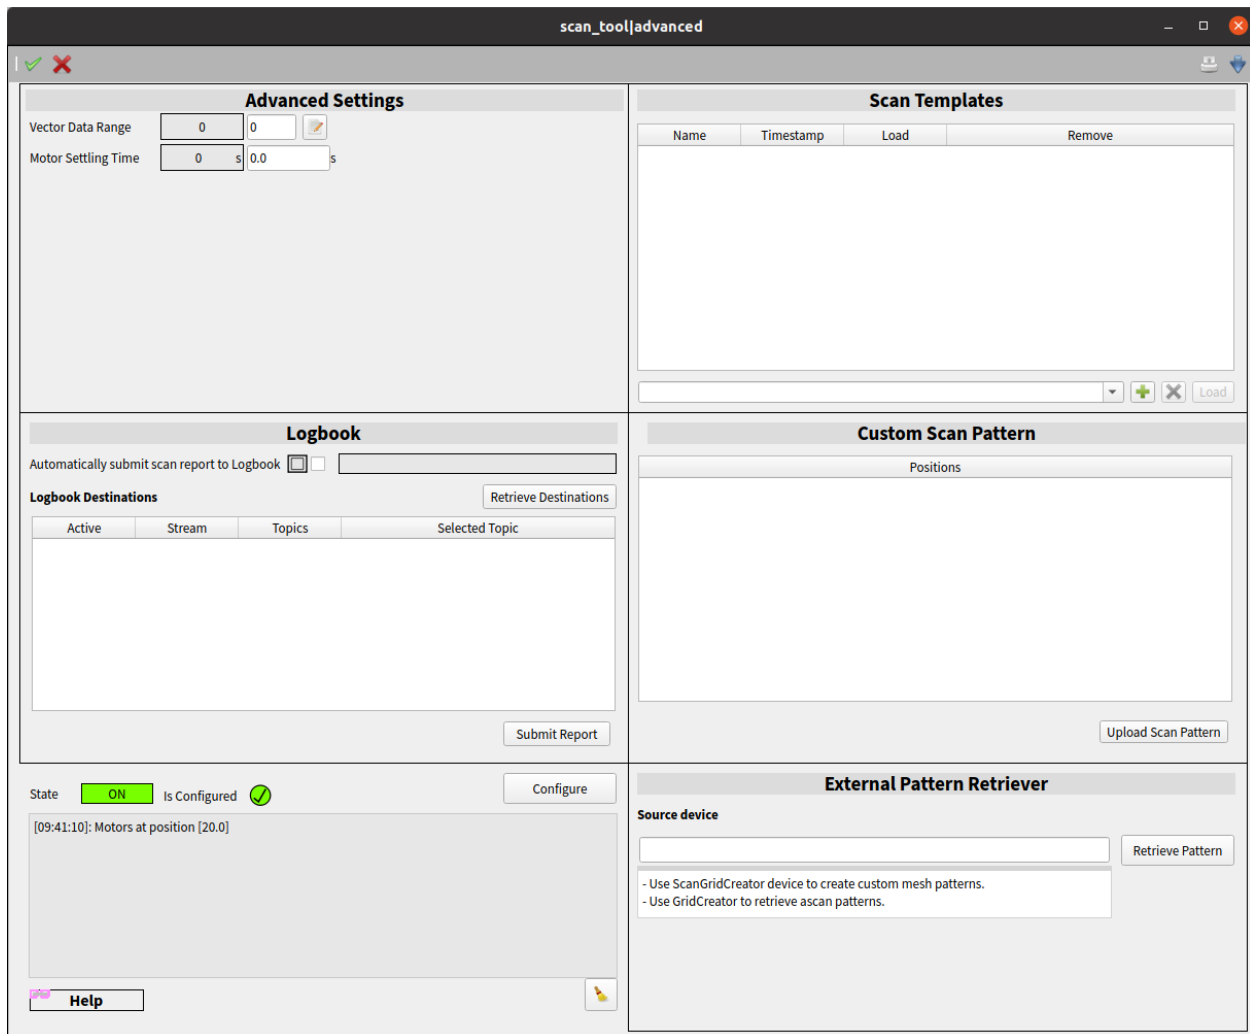 scan_tool|advanced
Advanced Settings
Vector Data Range 0 0
Motor Settling Time 0 s 0.0 s
Scan Templates
Name Timestamp Load Remove
Load
Logbook
Automatically submit scan report to Logbook
Logbook Destinations Retrieve Destinations
Active Stream Topics Selected Topic
Submit Report
Custom Scan Pattern
Positions
Upload Scan Pattern
State ON Is Configured Configure
[09:41:10]: Motors at position [20.0]
Help
External Pattern Retriever
Source device
Retrieve Pattern
- Use ScanGridCreator device to create custom mesh patterns.
- Use GridCreator to retrieve ascan patterns.